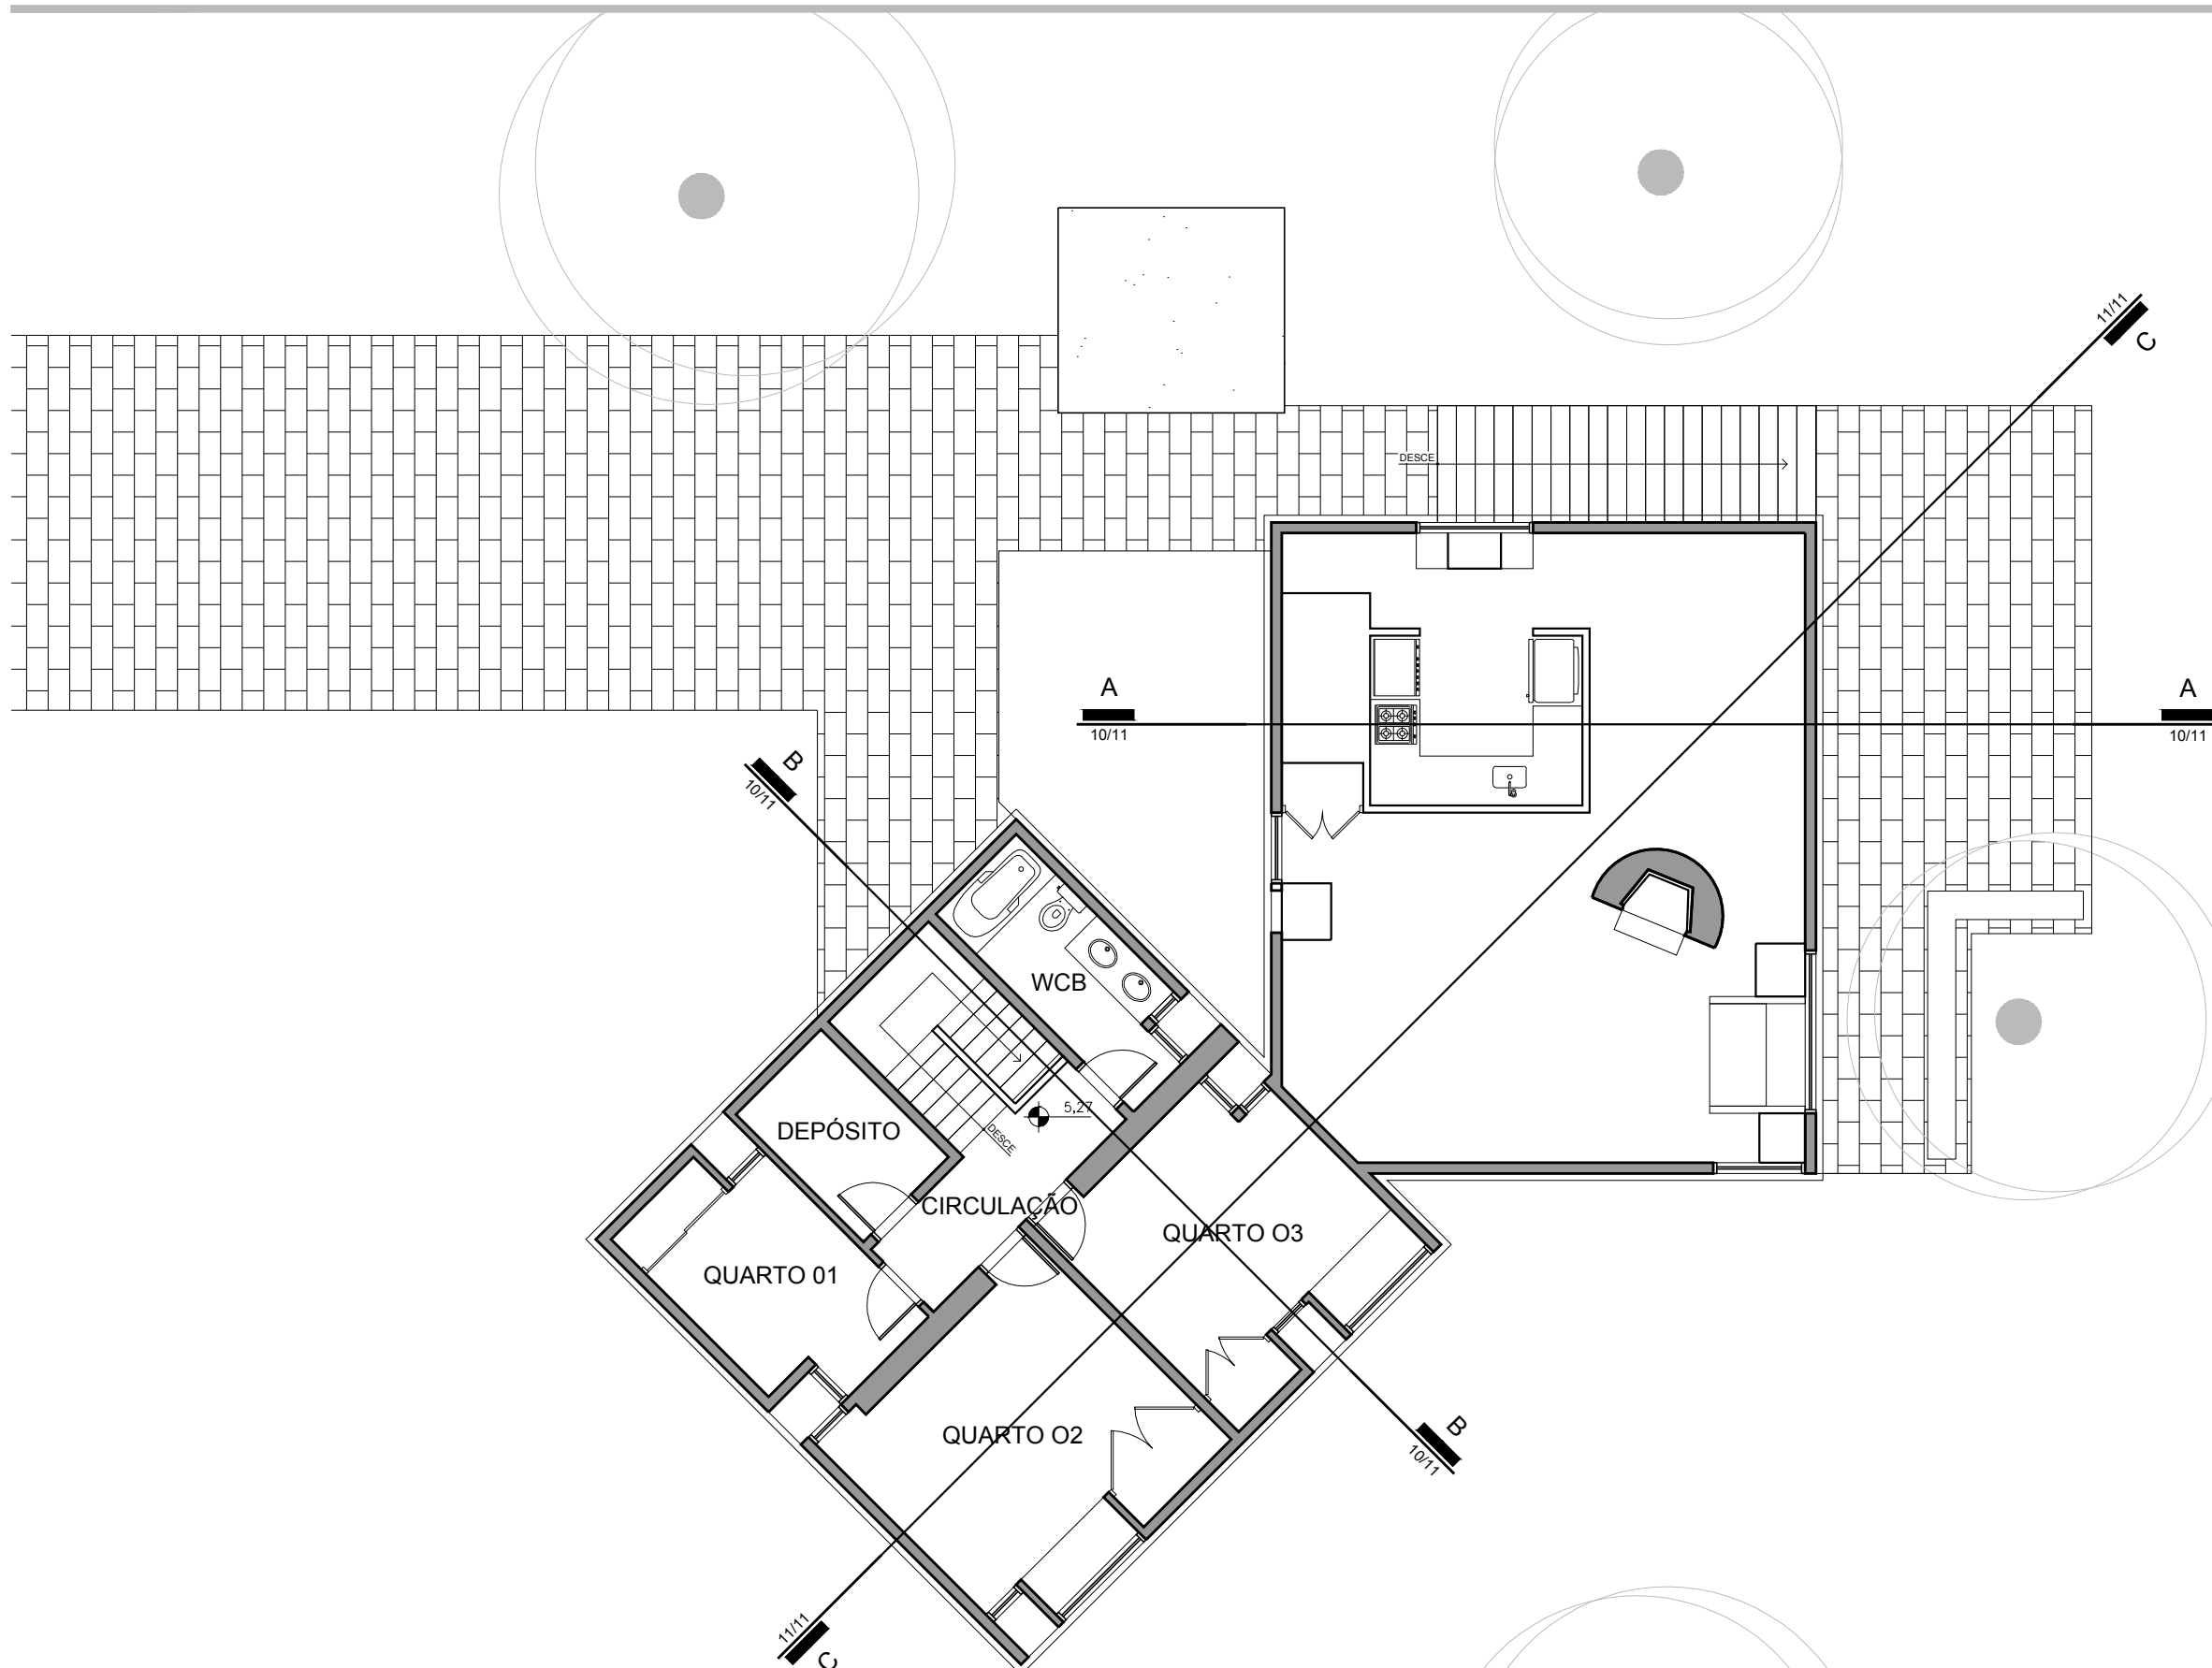 11/11
C
DESCE
A
10/11
A
10/11
B
10/11
WCB
5,27
DEPÓSITO
DESCE
CIRCULAÇÃO
QUARTO O3
QUARTO 01
QUARTO O2
B
10/11
11/11
C